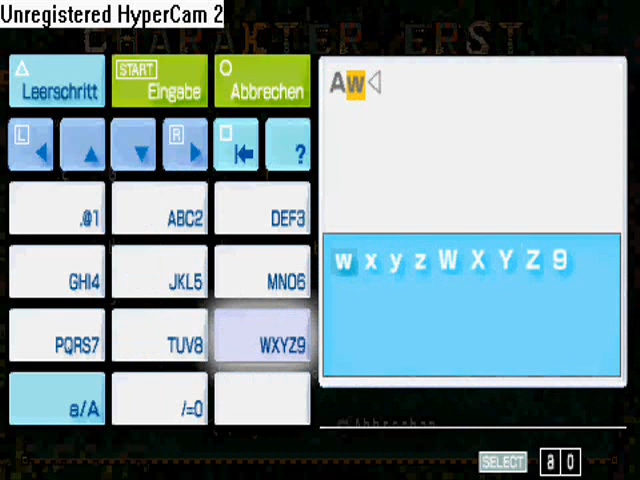 Unregistered HyperCam 2
CHARAKTER ERST
Leerschritt
START Eingabe
Abbrechen
L
R
?
Aw
.@1
ABC2
DEF3
w x y z W X Y Z 9
GHI4
JKL5
MNO6
PQRS7
TUV8
WXYZ9
a/A
/=0
Abbrechen
SELECT
a 0